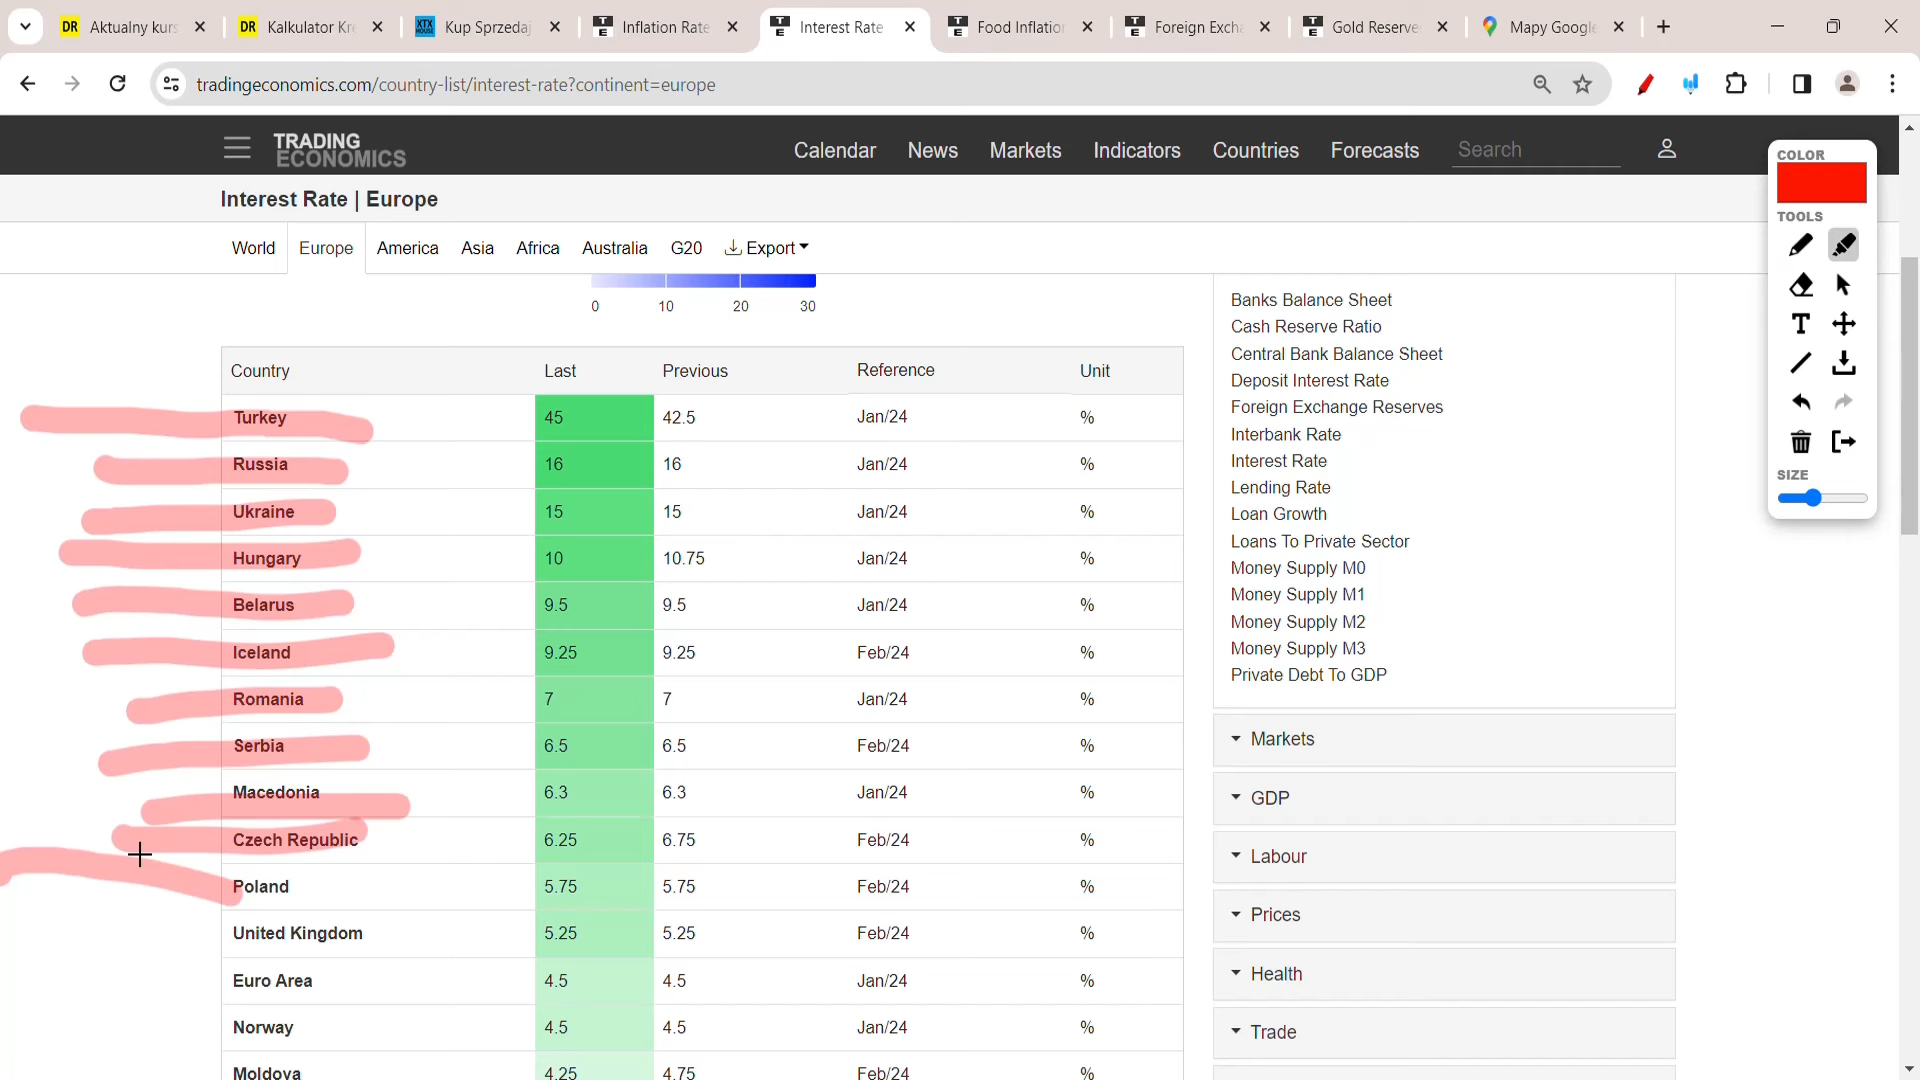 Aktualny kurs
Kalkulator Kre
Kup Sprzedaj
Inflation Rate
Interest Rate
Food Inflation
Foreign Excha
Gold Reserve
Mapy Google
tradingeconomics.com/country-list/interest-rate?continent=europe
TRADING
ECONOMICS
Calendar News Markets Indicators Countries Forecasts Search
Interest Rate | Europe
World Europe America Asia Africa Australia G20 Export
0 10 20 30
Country Last Previous Reference Unit
Turkey 45 42.5 Jan/24 %
Russia 16 16 Jan/24 %
Ukraine 15 15 Jan/24 %
Hungary 10 10.75 Jan/24 %
Belarus 9.5 9.5 Jan/24 %
Iceland 9.25 9.25 Feb/24 %
Romania 7 7 Jan/24 %
Serbia 6.5 6.5 Feb/24 %
Macedonia 6.3 6.3 Jan/24 %
Czech Republic 6.25 6.75 Feb/24 %
Poland 5.75 5.75 Feb/24 %
United Kingdom 5.25 5.25 Feb/24 %
Euro Area 4.5 4.5 Jan/24 %
Norway 4.5 4.5 Jan/24 %
Moldova 4.25 4.75 Feb/24 %
Banks Balance Sheet
Cash Reserve Ratio
Central Bank Balance Sheet
Deposit Interest Rate
Foreign Exchange Reserves
Interbank Rate
Interest Rate
Lending Rate
Loan Growth
Loans To Private Sector
Money Supply M0
Money Supply M1
Money Supply M2
Money Supply M3
Private Debt To GDP
Markets
GDP
Labour
Prices
Health
Trade
COLOR
TOOLS
SIZE